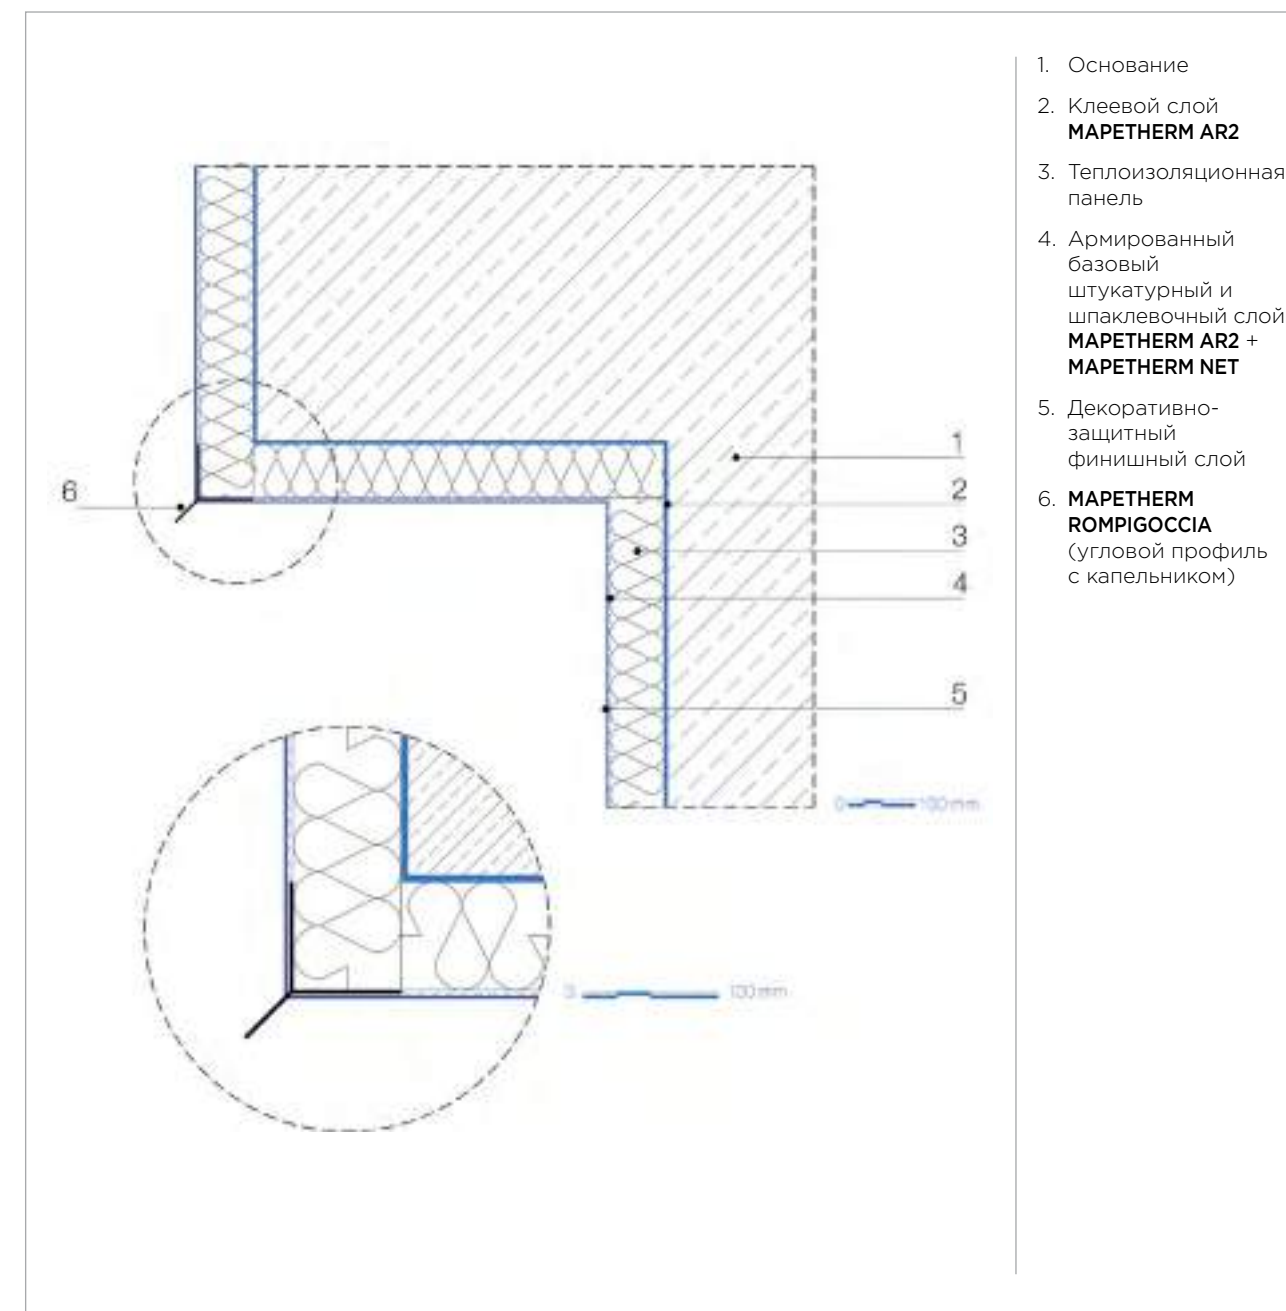 1. Основание
2. Клеевой слой
MAPETHERM AR2
3. Теплоизоляционная
панель
4. Армированный
базовый
штукатурный и
шпаклевочный слой
MAPETHERM AR2 +
MAPETHERM NET
5. Декоративно-
защитный
финишный слой
6. MAPETHERM
ROMPIGOCCIA
(угловой профиль
с капельником)
1
2
6
3
4
5
0 100 mm
100 mm